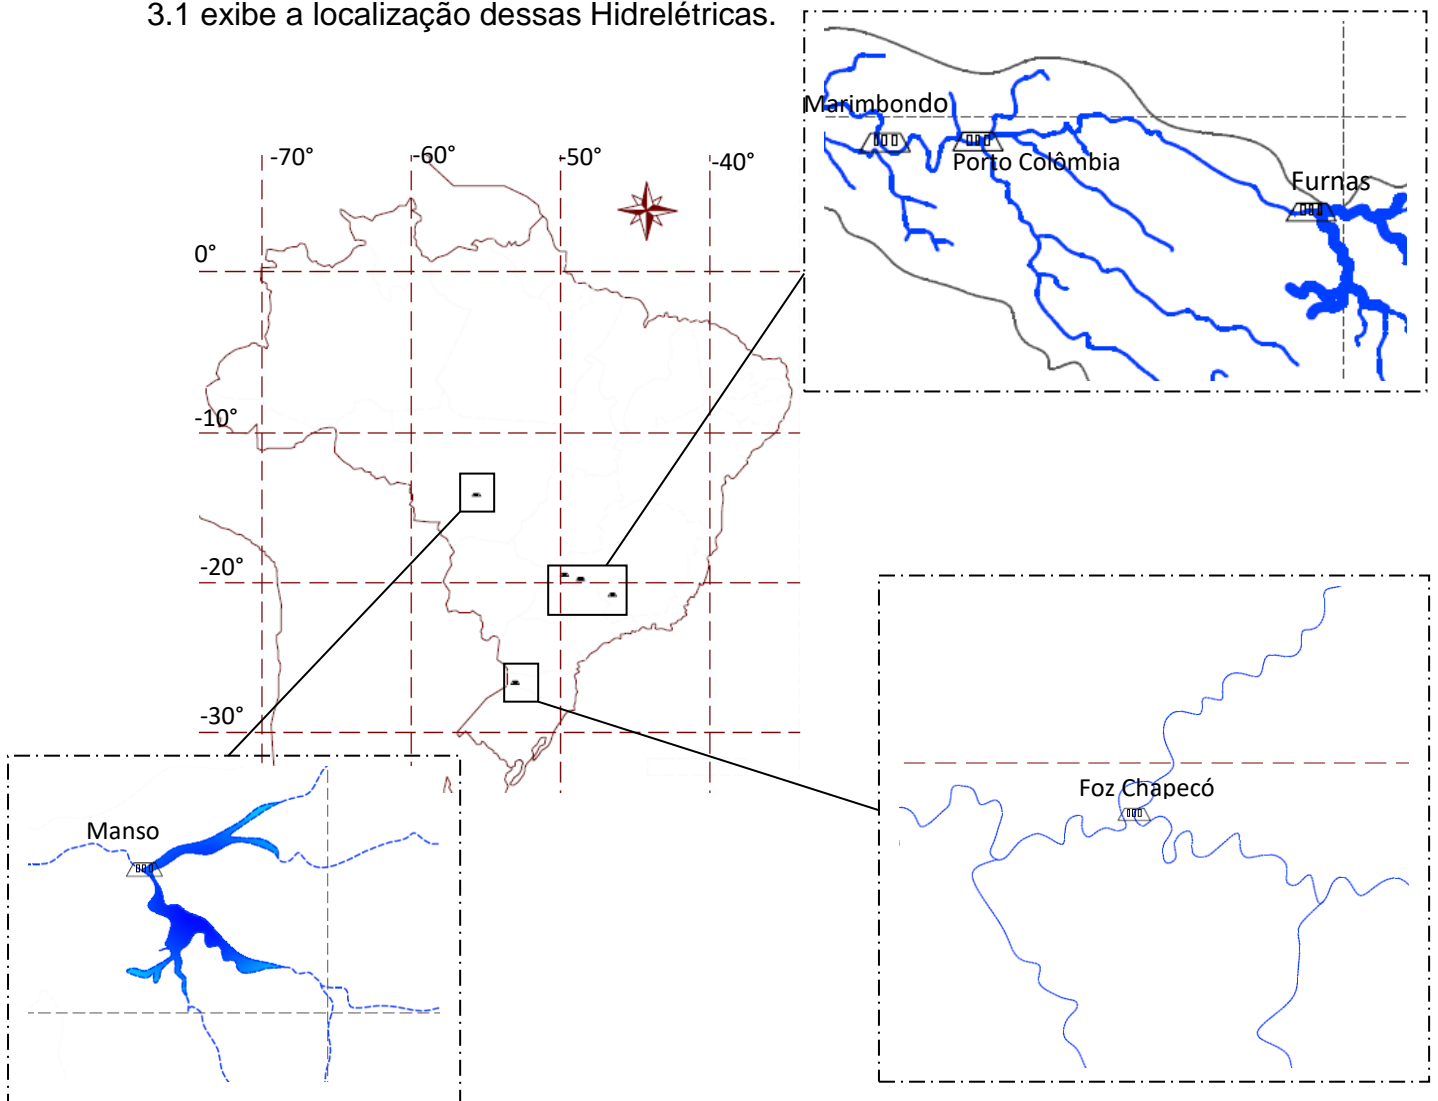 3.1 exibe a localização dessas Hidrelétricas.
Marimbondo
Porto Colômbia
Furnas
-70°
-60°
-50°
-40°
0°
-10°
-20°
-30°
Foz Chapecó
Manso